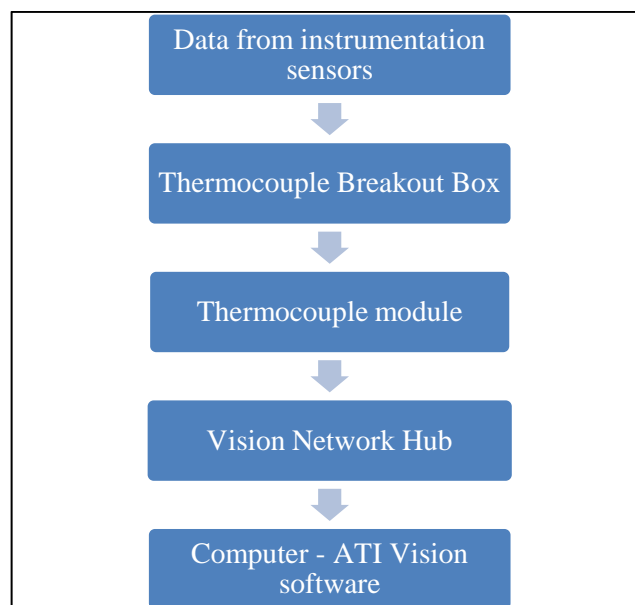 Data from instrumentation
sensors
Thermocouple Breakout Box
Thermocouple module
Vision Network Hub
Computer - ATI Vision
software